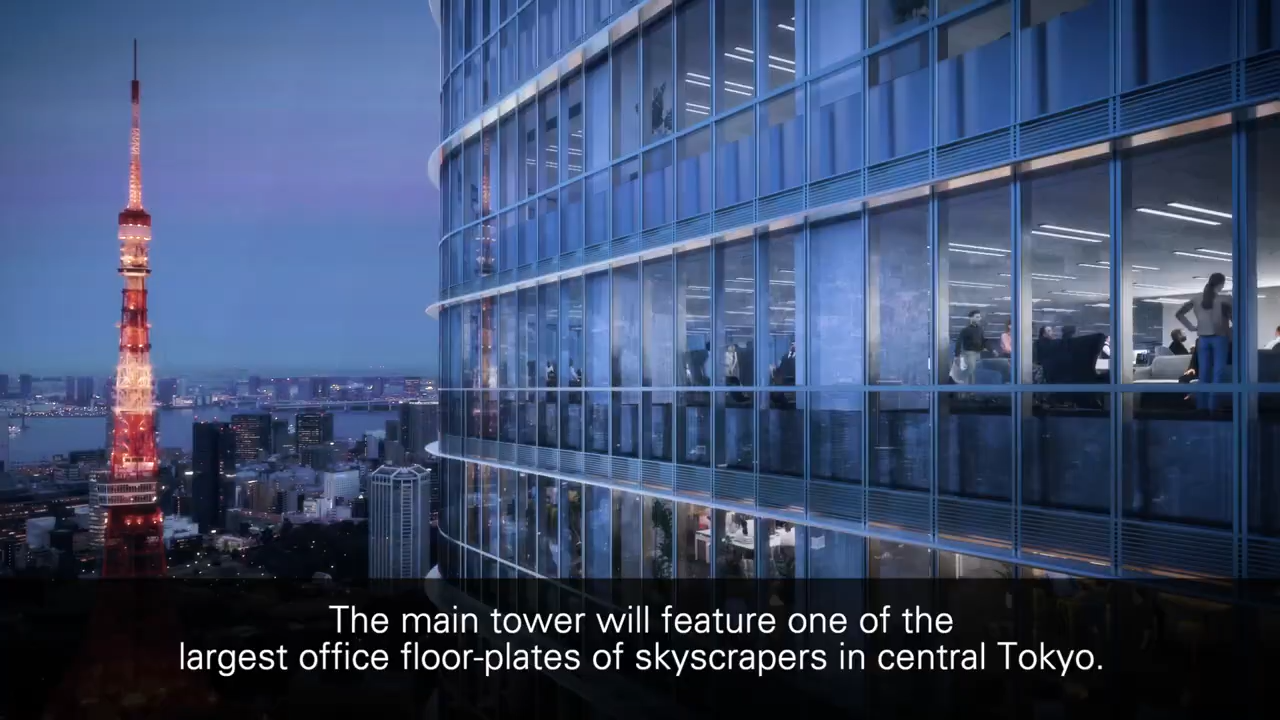 The main tower will feature one of the
largest office floor-plates of skyscrapers in central Tokyo.